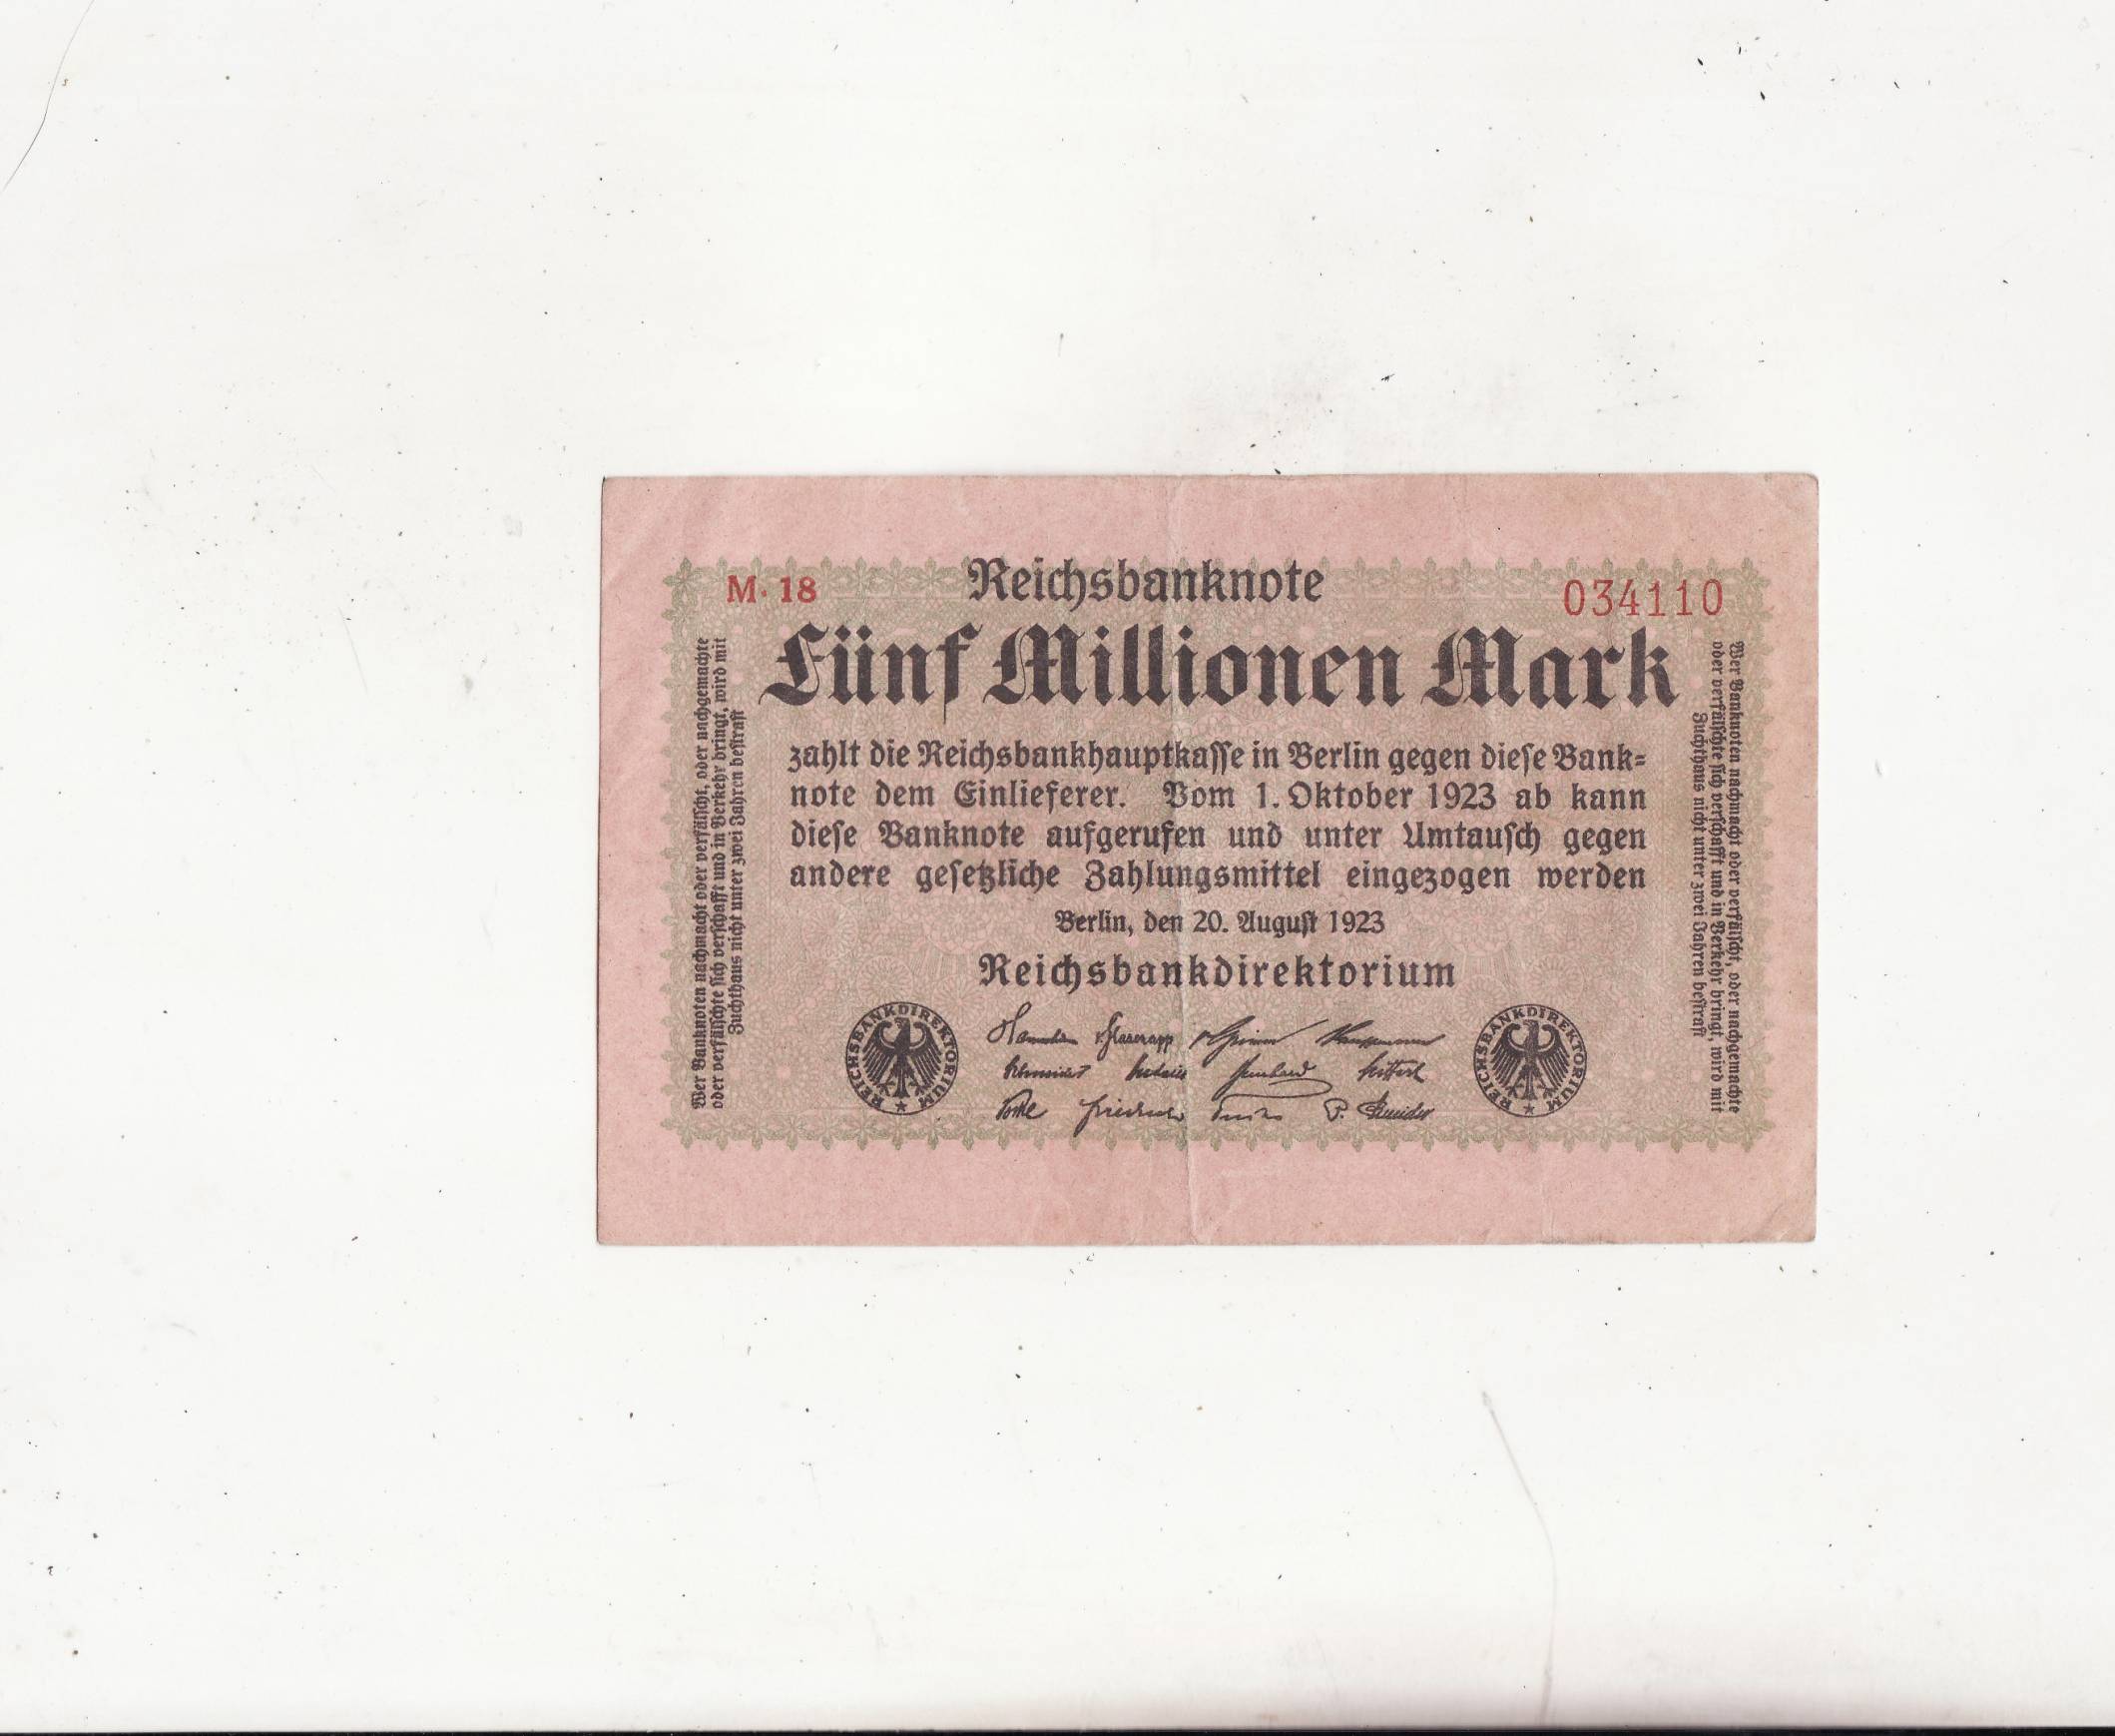 M· 18
Reichsbanknote
034110
Fünf Millionen Mark
zahlt die Reichsbankhauptkaſſe in Berlin gegen dieſe Bank=
note dem Einlieferer. Vom 1. Oktober 1923 ab kann
dieſe Banknote aufgerufen und unter Umtauſch gegen
andere geſetzliche Zahlungsmittel eingezogen werden
Berlin, den 20. Auguſt 1923
Reichsbankdirektorium
REICHSBANKDIREKTORIUM
v. Glasenapp
REICHSBANKDIREKTORIUM
Wer Banknoten nachmacht oder verfälſcht, oder nachgemachte
oder verfälſchte ſich verſchafft und in Verkehr bringt, wird mit
Zuchthaus nicht unter zwei Jahren beſtraft
Wer Banknoten nachmacht oder verfälſcht, oder nachgemachte
oder verfälſchte ſich verſchafft und in Verkehr bringt, wird mit
Zuchthaus nicht unter zwei Jahren beſtraft